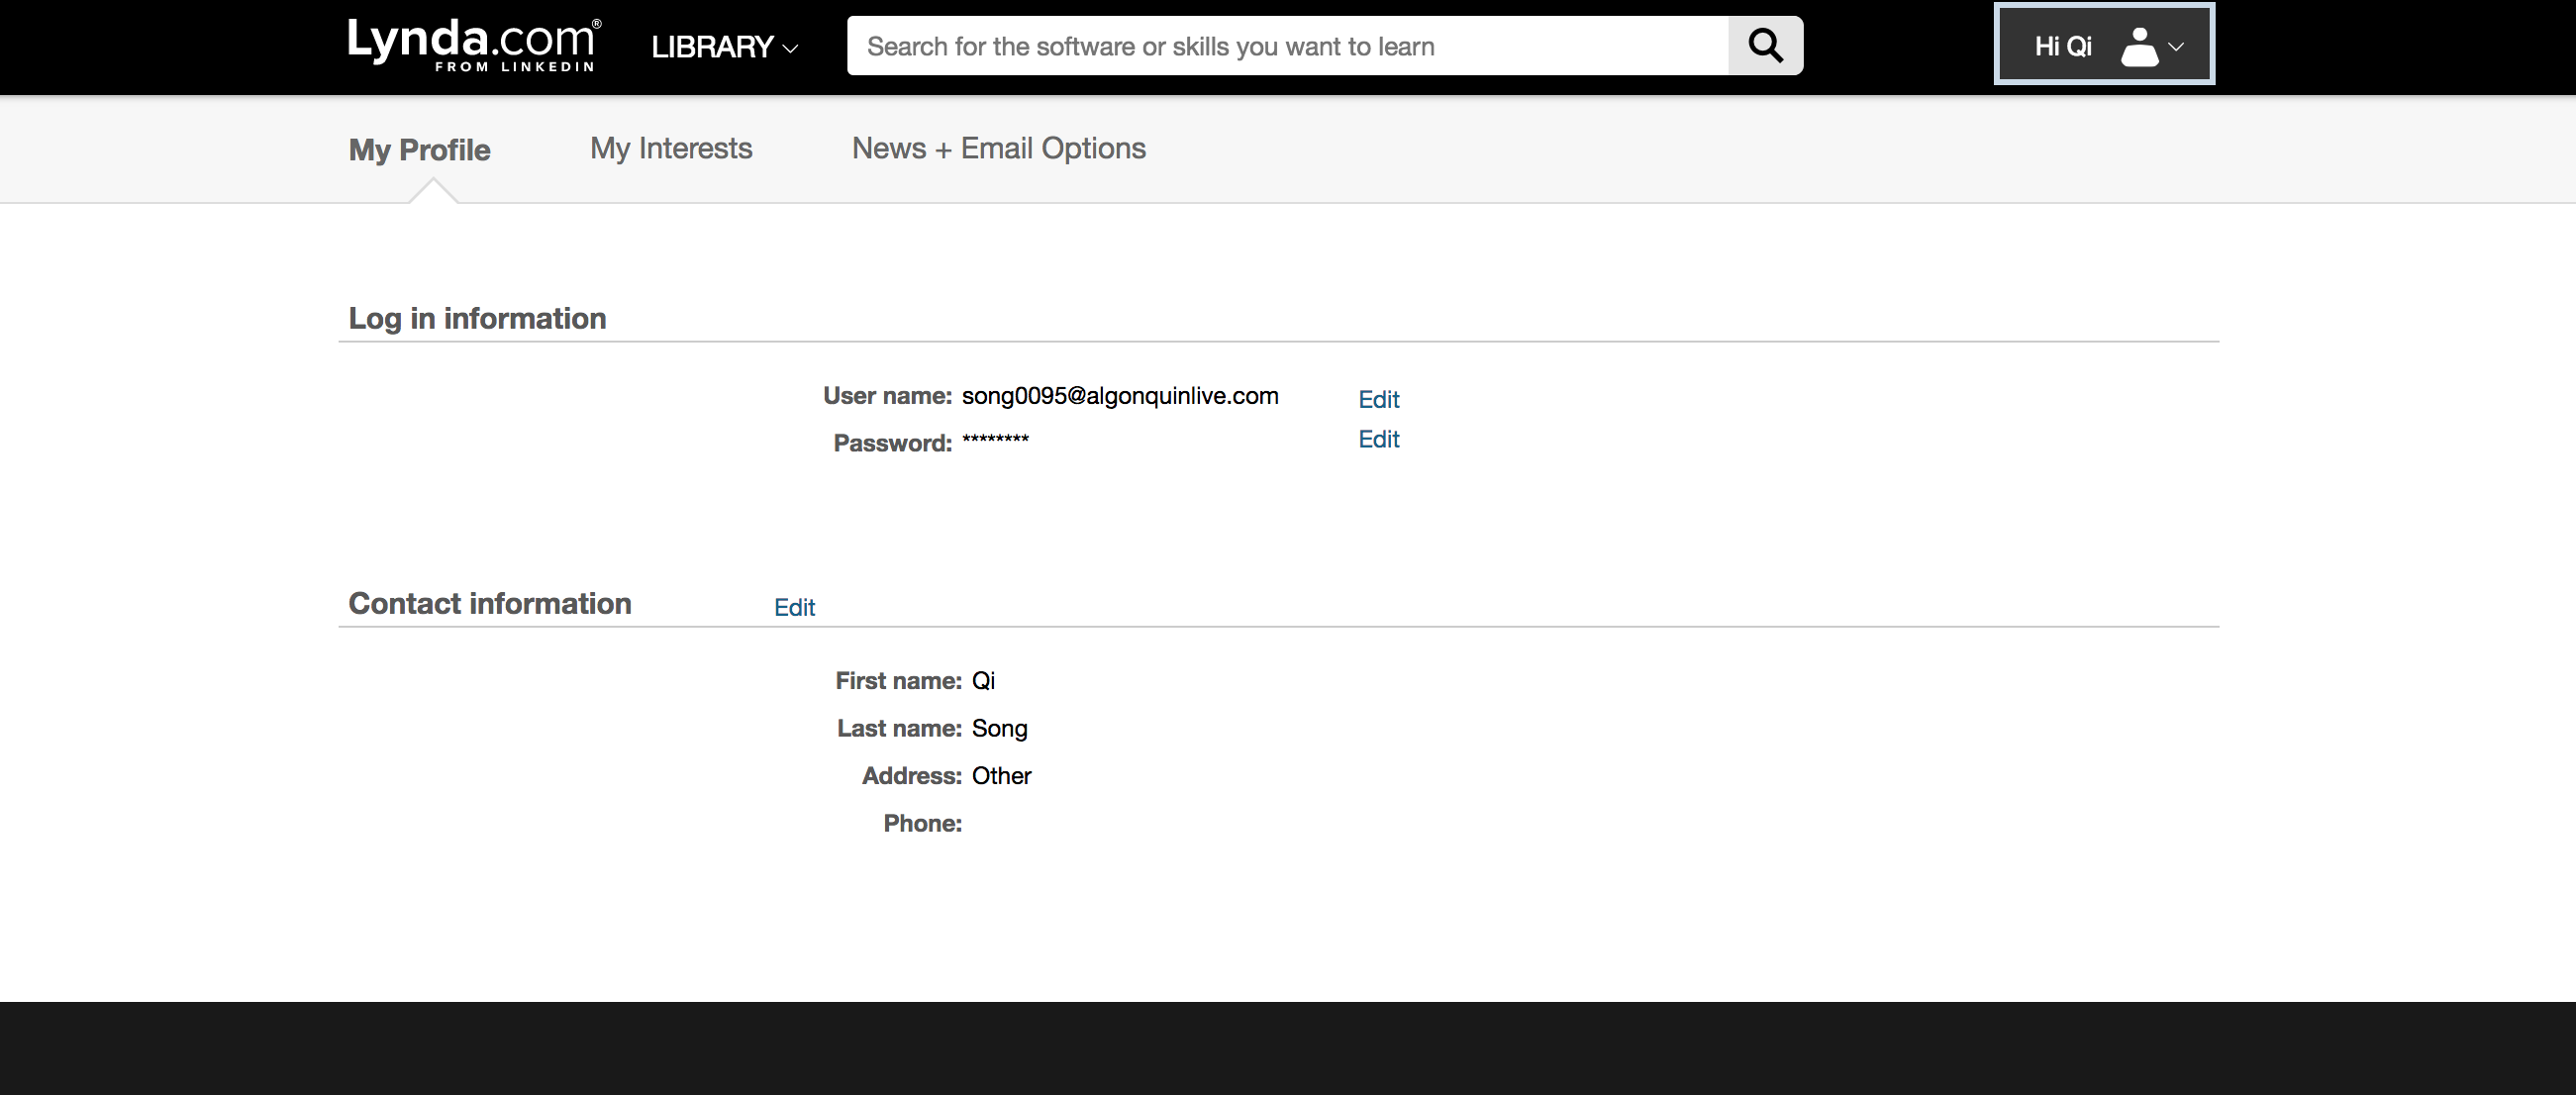 Lynda.com®
FROM LINKEDIN
LIBRARY
Search for the software or skills you want to learn
Hi Qi
My Profile
My Interests
News + Email Options
Log in information
User name: song0095@algonquinlive.com Edit
Password: ******** Edit
Contact information Edit
First name: Qi
Last name: Song
Address: Other
Phone: